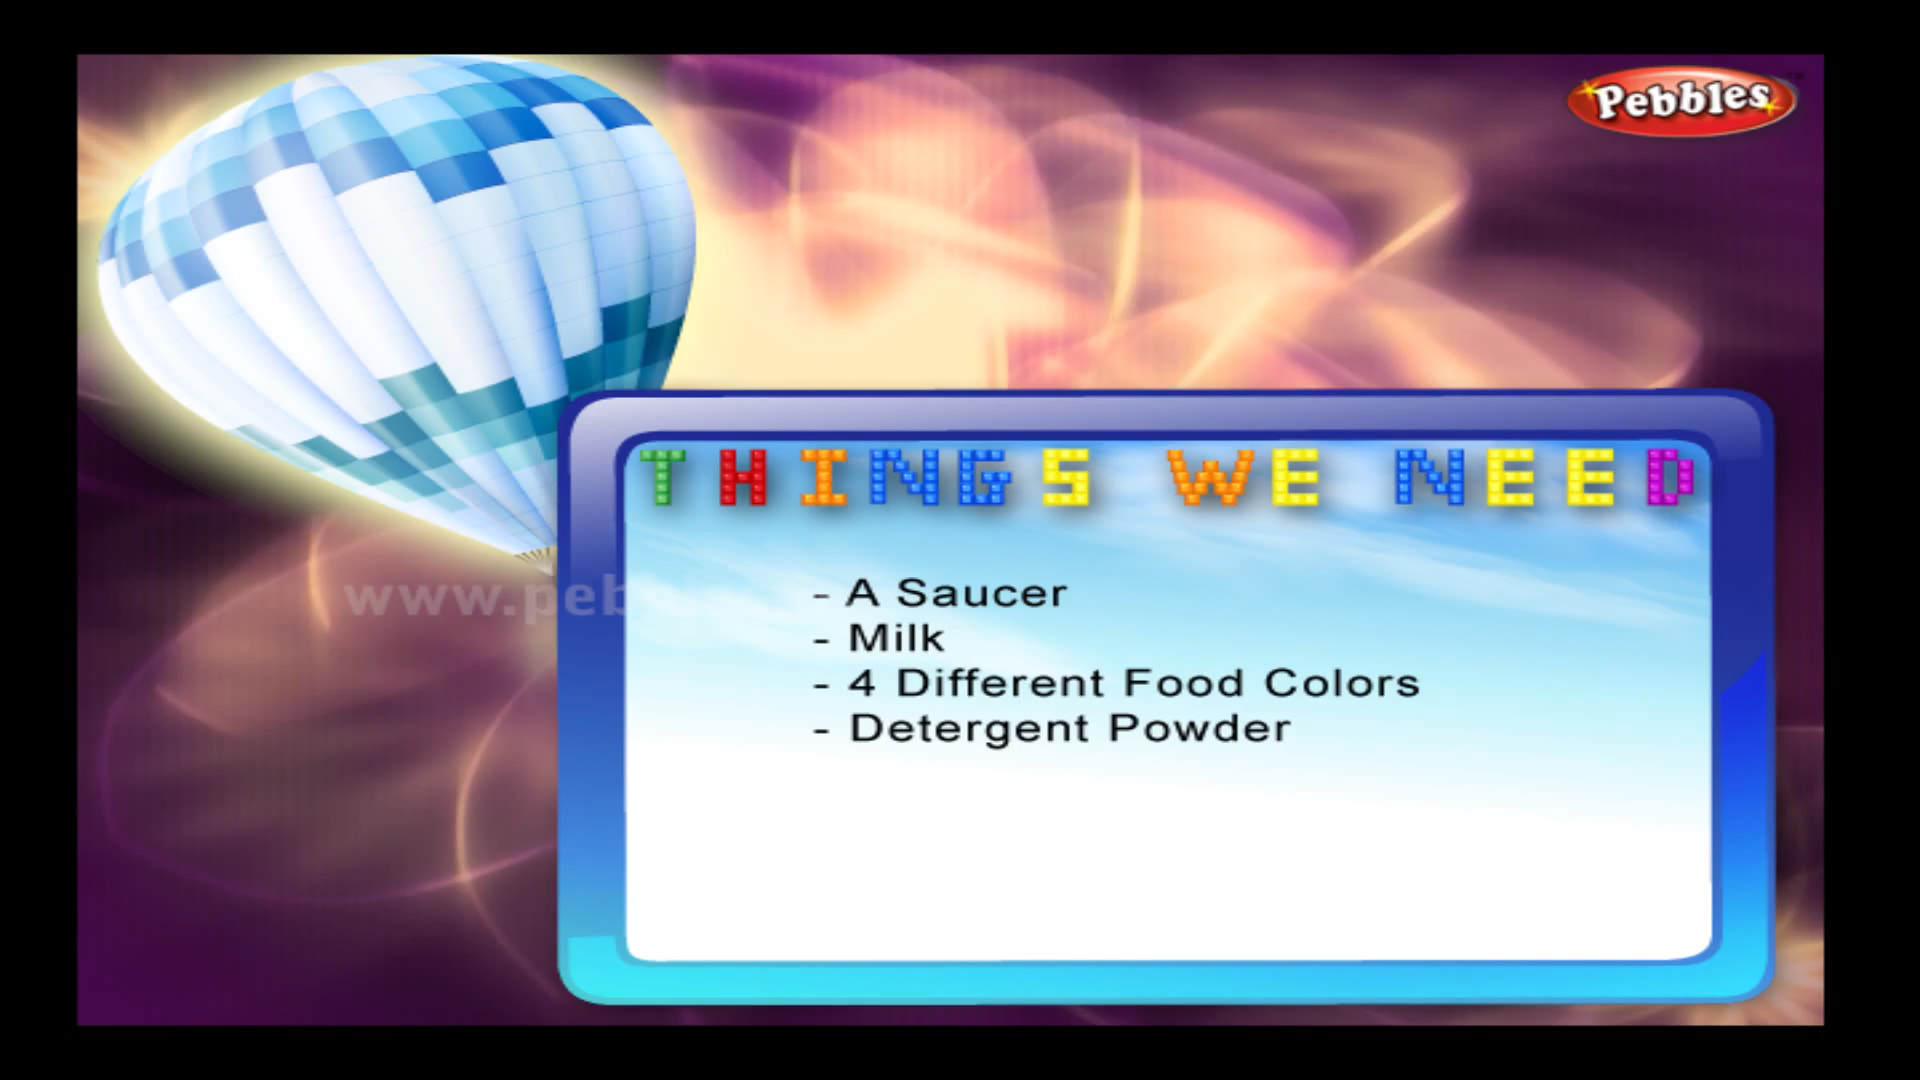 Pebbles
THINGS WE NEED
- A Saucer
- Milk
- 4 Different Food Colors
- Detergent Powder